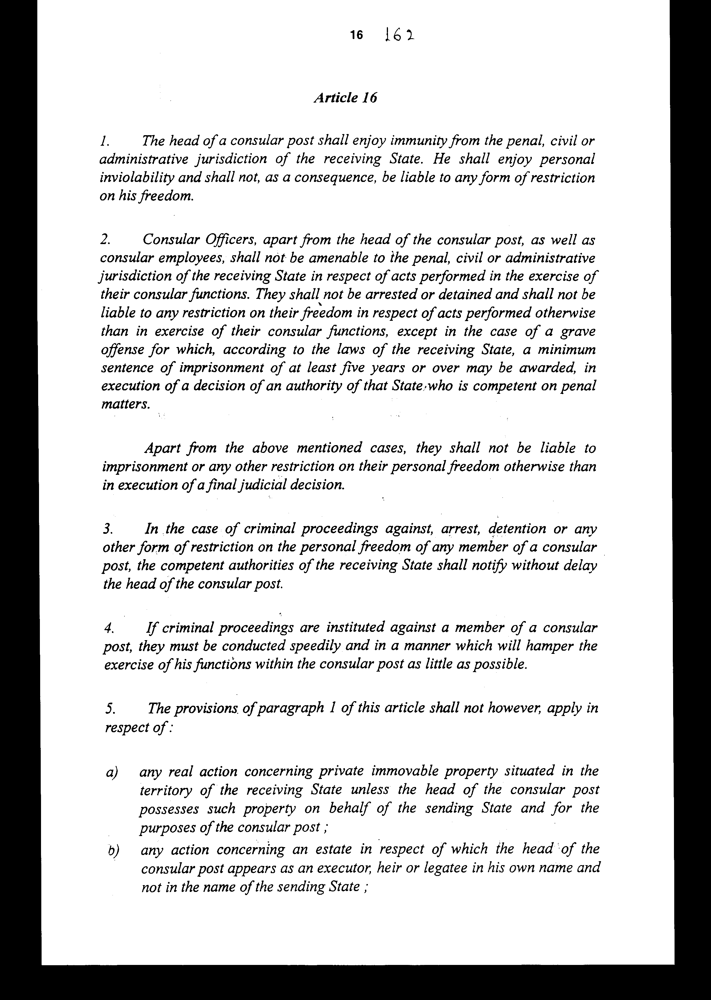 16 162
Article 16
1. The head of a consular post shall enjoy immunity from the penal, civil or
administrative jurisdiction of the receiving State. He shall enjoy personal
inviolability and shall not, as a consequence, be liable to any form of restriction
on his freedom.
2. Consular Officers, apart from the head of the consular post, as well as
consular employees, shall not be amenable to the penal, civil or administrative
jurisdiction of the receiving State in respect of acts performed in the exercise of
their consular functions. They shall not be arrested or detained and shall not be
liable to any restriction on their freedom in respect of acts performed otherwise
than in exercise of their consular functions, except in the case of a grave
offense for which, according to the laws of the receiving State, a minimum
sentence of imprisonment of at least five years or over may be awarded, in
execution of a decision of an authority of that State who is competent on penal
matters.
Apart from the above mentioned cases, they shall not be liable to
imprisonment or any other restriction on their personal freedom otherwise than
in execution of a final judicial decision.
3. In the case of criminal proceedings against, arrest, detention or any
other form of restriction on the personal freedom of any member of a consular
post, the competent authorities of the receiving State shall notify without delay
the head of the consular post.
4. If criminal proceedings are instituted against a member of a consular
post, they must be conducted speedily and in a manner which will hamper the
exercise of his functions within the consular post as little as possible.
5. The provisions of paragraph 1 of this article shall not however, apply in
respect of :
a) any real action concerning private immovable property situated in the
territory of the receiving State unless the head of the consular post
possesses such property on behalf of the sending State and for the
purposes of the consular post ;
b) any action concerning an estate in respect of which the head of the
consular post appears as an executor, heir or legatee in his own name and
not in the name of the sending State ;